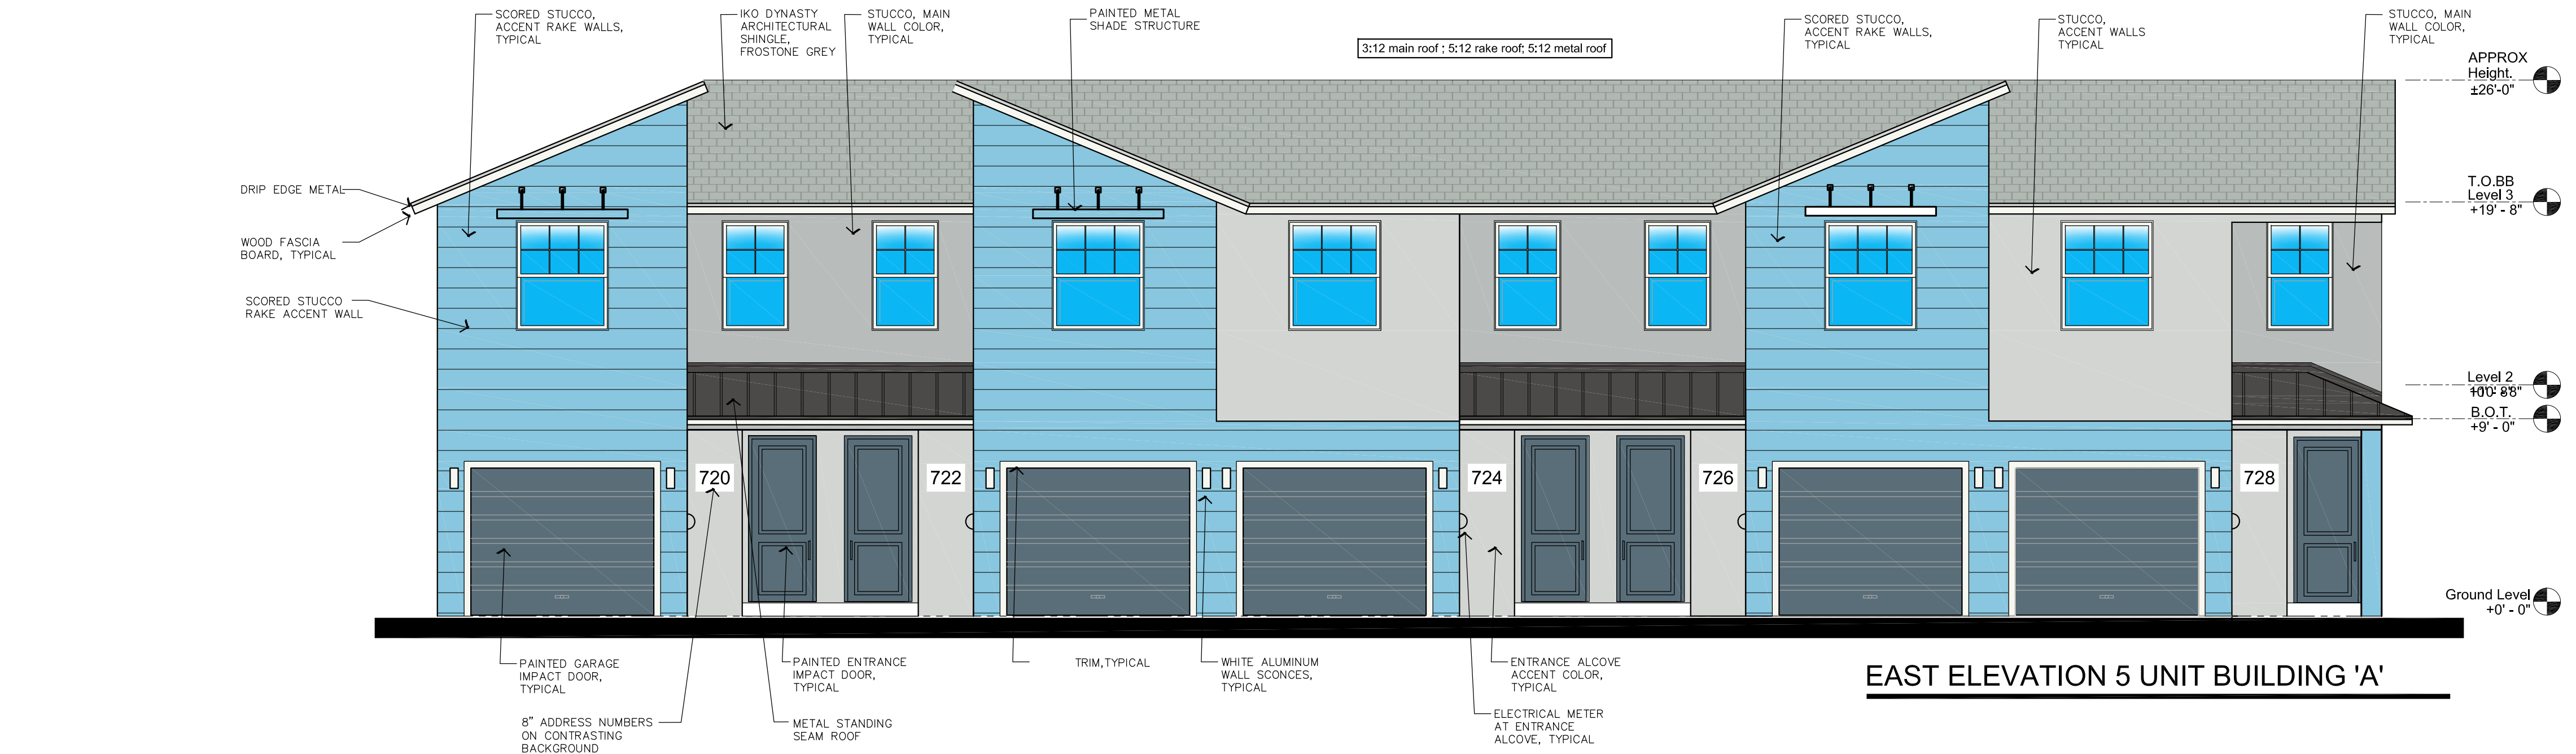 SCORED STUCCO,
ACCENT RAKE WALLS,
TYPICAL
IKO DYNASTY
ARCHITECTURAL
SHINGLE,
FROSTONE GREY
STUCCO, MAIN
WALL COLOR,
TYPICAL
PAINTED METAL
SHADE STRUCTURE
3:12 main roof ; 5:12 rake roof; 5:12 metal roof
SCORED STUCCO,
ACCENT RAKE WALLS,
TYPICAL
STUCCO,
ACCENT WALLS
TYPICAL
STUCCO, MAIN
WALL COLOR,
TYPICAL
APPROX
Height.
±26'-0"
DRIP EDGE METAL
T.O.BB
Level 3
+19' - 8"
WOOD FASCIA
BOARD, TYPICAL
SCORED STUCCO
RAKE ACCENT WALL
Level 2
B.O.T.
+9' - 0"
720
722
724
726
728
Ground Level
+0' - 0"
PAINTED GARAGE
IMPACT DOOR,
TYPICAL
PAINTED ENTRANCE
IMPACT DOOR,
TYPICAL
TRIM,TYPICAL
WHITE ALUMINUM
WALL SCONCES,
TYPICAL
ENTRANCE ALCOVE
ACCENT COLOR,
TYPICAL
EAST ELEVATION 5 UNIT BUILDING 'A'
8" ADDRESS NUMBERS
ON CONTRASTING
BACKGROUND
METAL STANDING
SEAM ROOF
ELECTRICAL METER
AT ENTRANCE
ALCOVE, TYPICAL